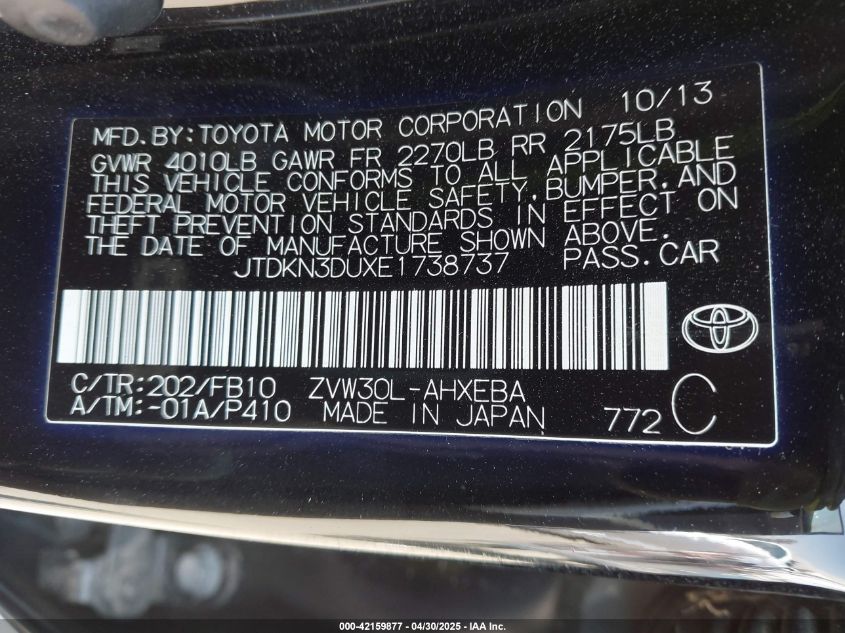 10/13
MFD.BY:TOYOTA MOTOR CORPORATION
GVWR 4010LB GAWR FR 2270LB RR 2175LB
THIS VEHICLE CONFORMS TO ALL APPLICABLE
FEDERAL MOTOR VEHICLE SAFETY,BUMPER,AND
THEFT PREVENTION STANDARDS IN EFFECT ON
THE DATE OF MANUFACTURE SHOWN ABOVE.
JTDKN3DUXE1738737 PASS.CAR
C/TR:202/FB10 ZVW30L-AHXEBA
A/TM:-01A/P410 MADE IN JAPAN 772 C
000-42159877 - 04/30/2025 - IAA Inc.